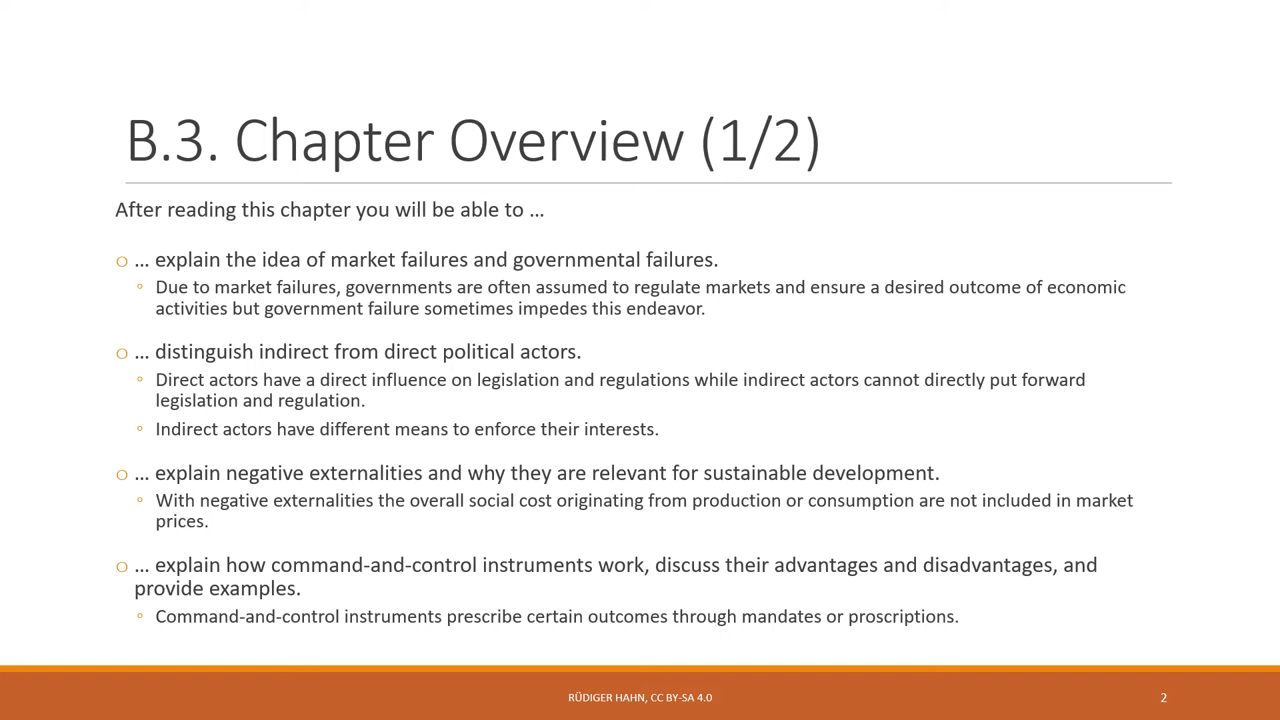 B.3. Chapter Overview (1/2)
After reading this chapter you will be able to …
o … explain the idea of market failures and governmental failures.
◦ Due to market failures, governments are often assumed to regulate markets and ensure a desired outcome of economic
activities but government failure sometimes impedes this endeavor.
o … distinguish indirect from direct political actors.
◦ Direct actors have a direct influence on legislation and regulations while indirect actors cannot directly put forward
legislation and regulation.
◦ Indirect actors have different means to enforce their interests.
o … explain negative externalities and why they are relevant for sustainable development.
◦ With negative externalities the overall social cost originating from production or consumption are not included in market
prices.
o … explain how command-and-control instruments work, discuss their advantages and disadvantages, and
provide examples.
◦ Command-and-control instruments prescribe certain outcomes through mandates or proscriptions.
RÜDIGER HAHN, CC BY-SA 4.0
2